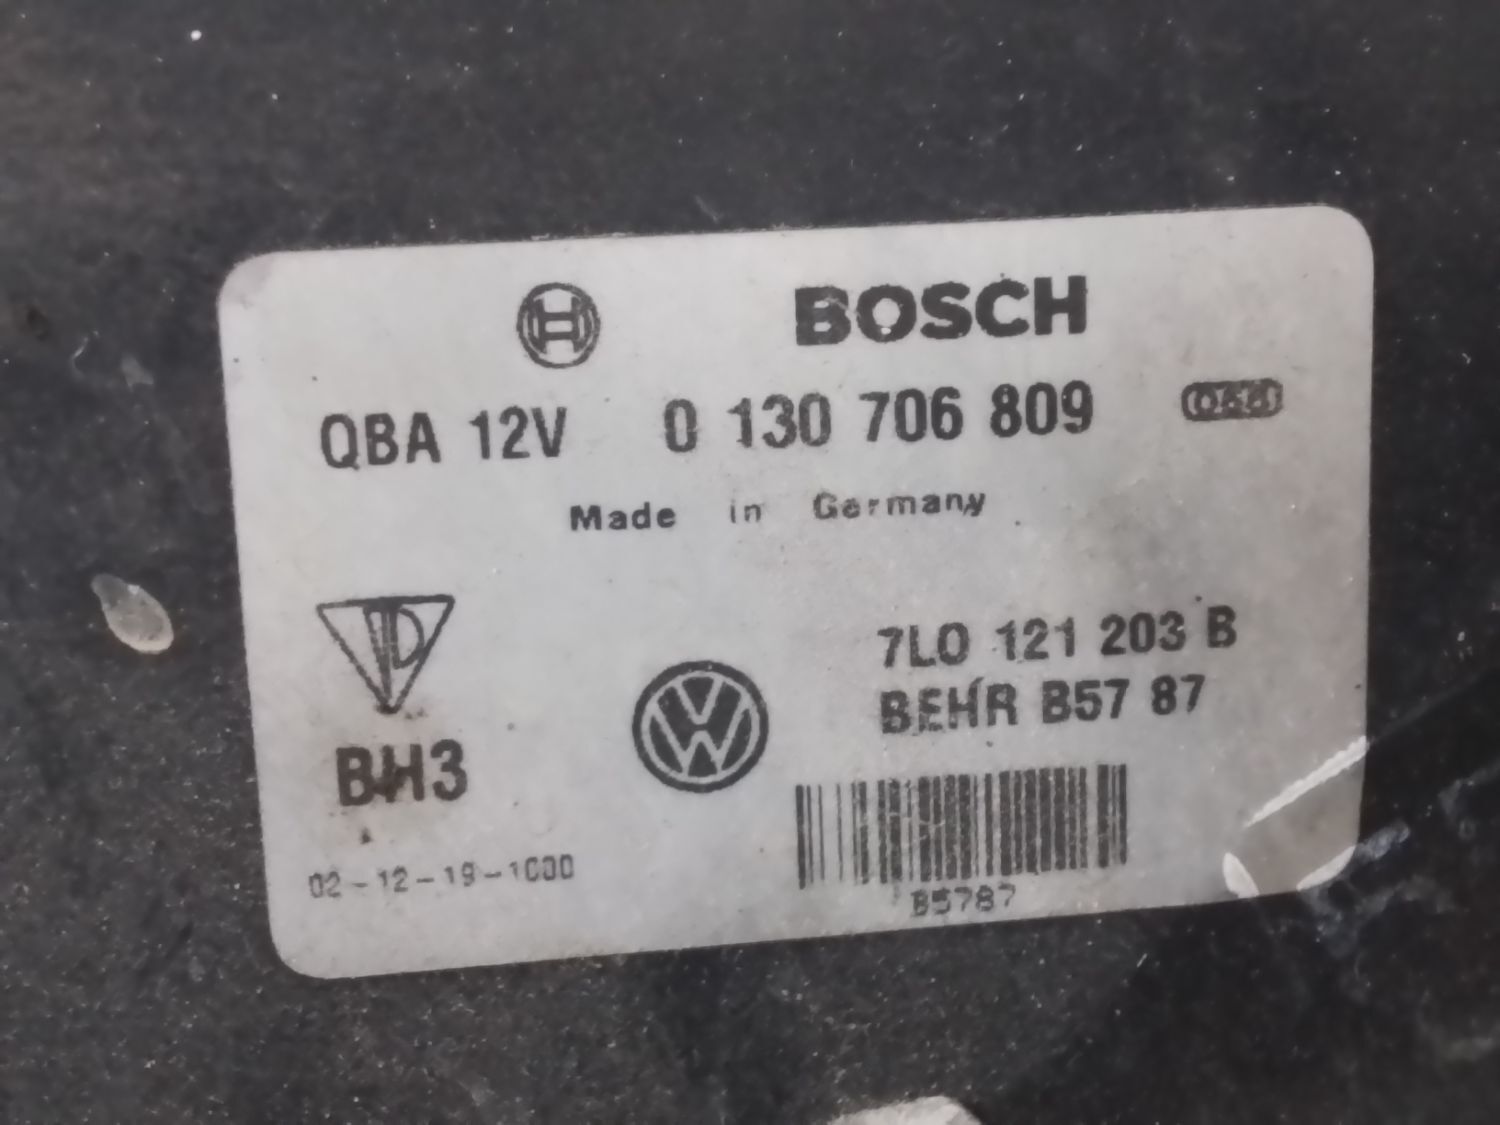 BOSCH
QBA 12V 0 130 706 809
Made in Germany
7L0 121 203 B
BEHR B57 87
BH3
02-12-19-1000
B5787